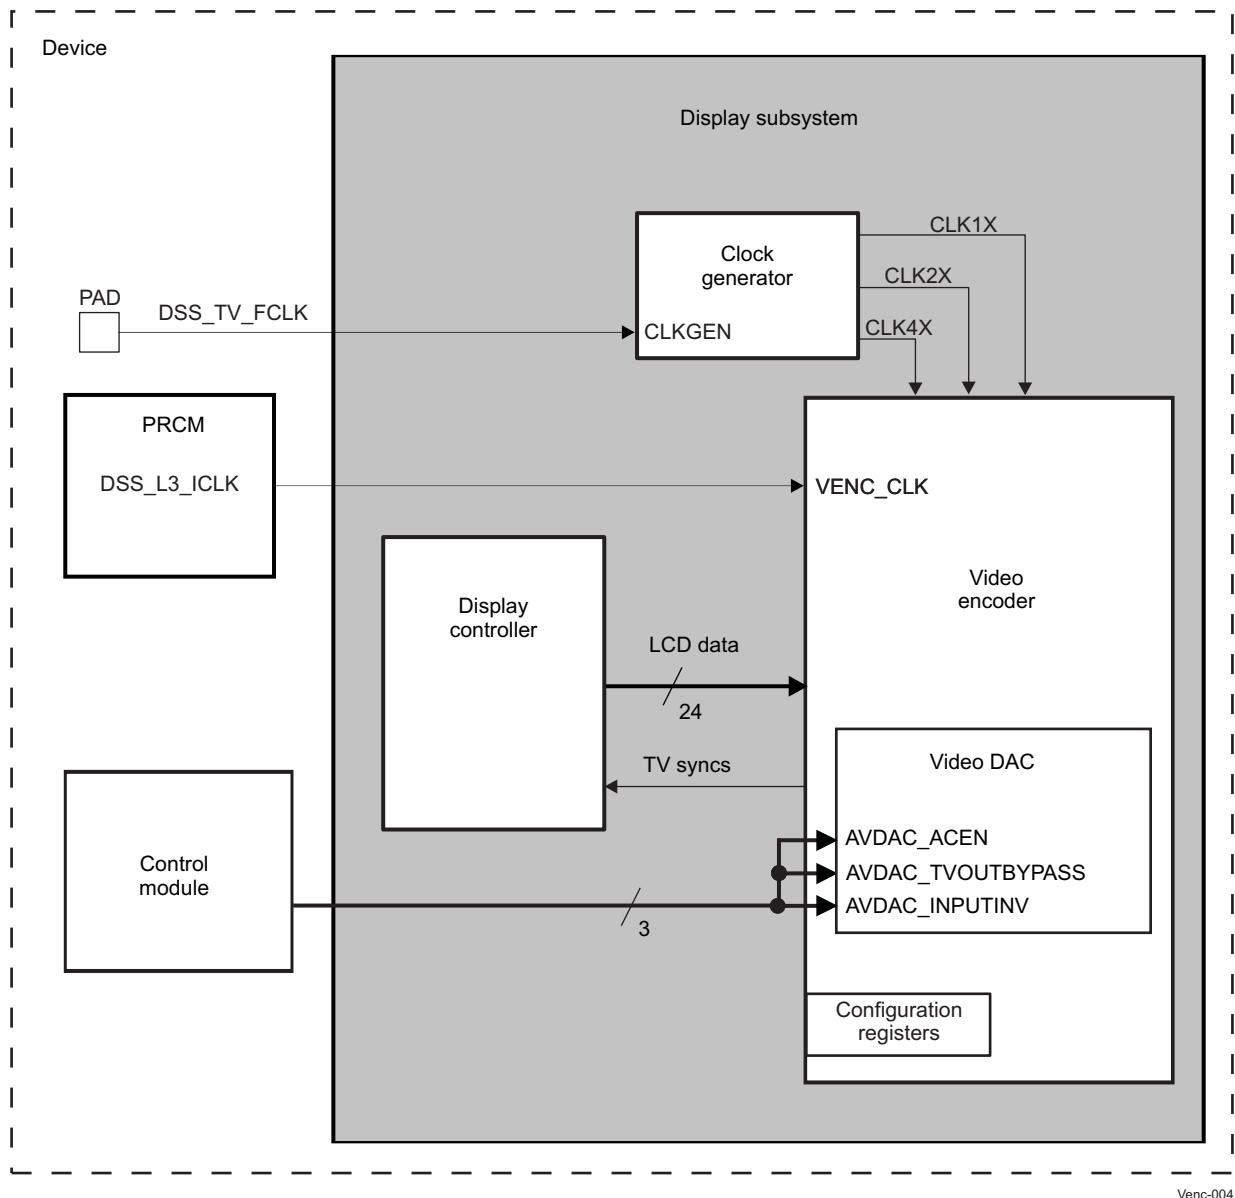 Device
Display subsystem
CLK1X
Clock
generator
CLK2X
PAD
DSS_TV_FCLK
CLKGEN
CLK4X
PRCM
DSS_L3_ICLK
VENC_CLK
Video
encoder
Display
controller
LCD data
24
TV syncs
Video DAC
AVDAC_ACEN
Control
module
AVDAC_TVOUTBYPASS
AVDAC_INPUTINV
3
Configuration
registers
Venc-004